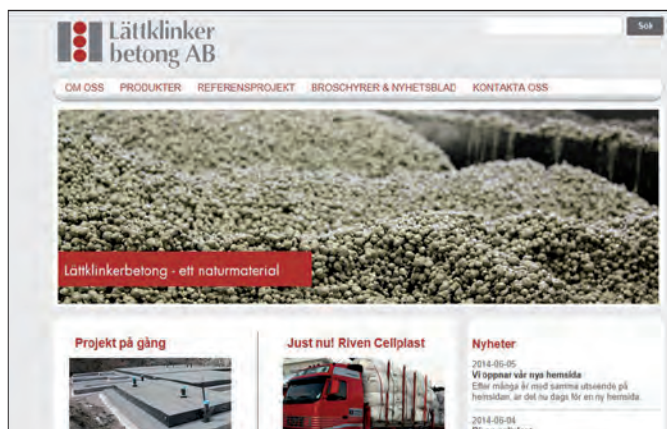 Lättklinker
betong AB
Sök
OM OSS PRODUKTER REFERENSPROJEKT BROSCHYRER & NYHETSBLAD KONTAKTA OSS
Lättklinkerbetong - ett naturmaterial
Projekt på gång
Just nu! Riven Cellplast
Nyheter
2014-06-05
Vi öppnar vår nya hemsida
Efter många år med samma utseende på
hemsidan, är det nu dags för en ny hemsida.
2014-06-04